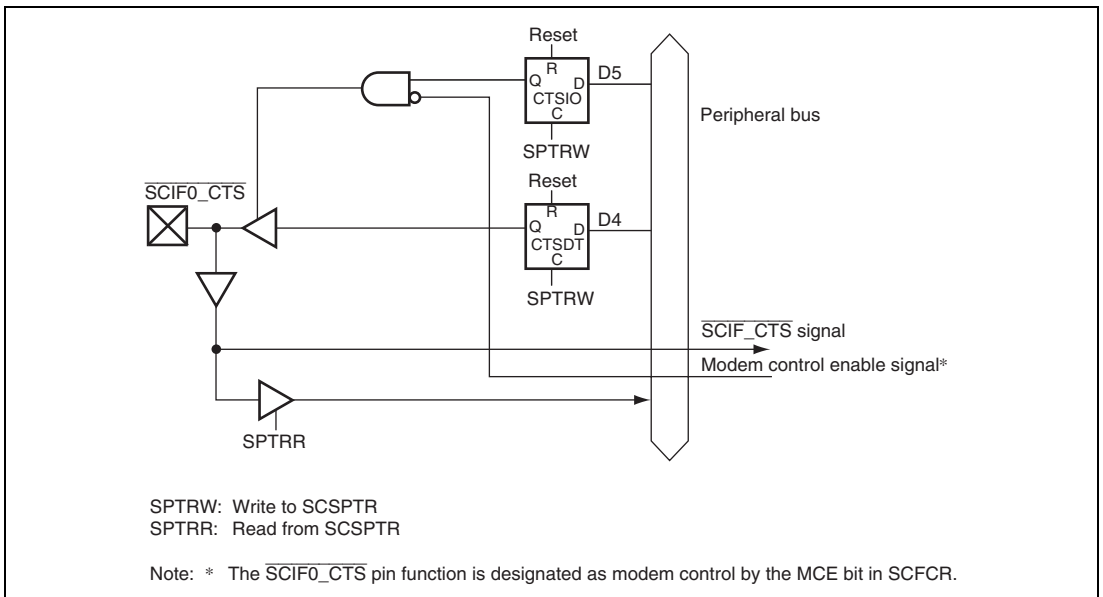 Reset
R
Q
D
D5
CTSIO
C
Peripheral bus
SPTRW
SCIF0_CTS
Reset
R
Q
D
D4
CTSDT
C
SPTRW
SCIF_CTS signal
Modem control enable signal*
SPTRR
SPTRW: Write to SCSPTR
SPTRR: Read from SCSPTR
Note: * The SCIF0_CTS pin function is designated as modem control by the MCE bit in SCFCR.